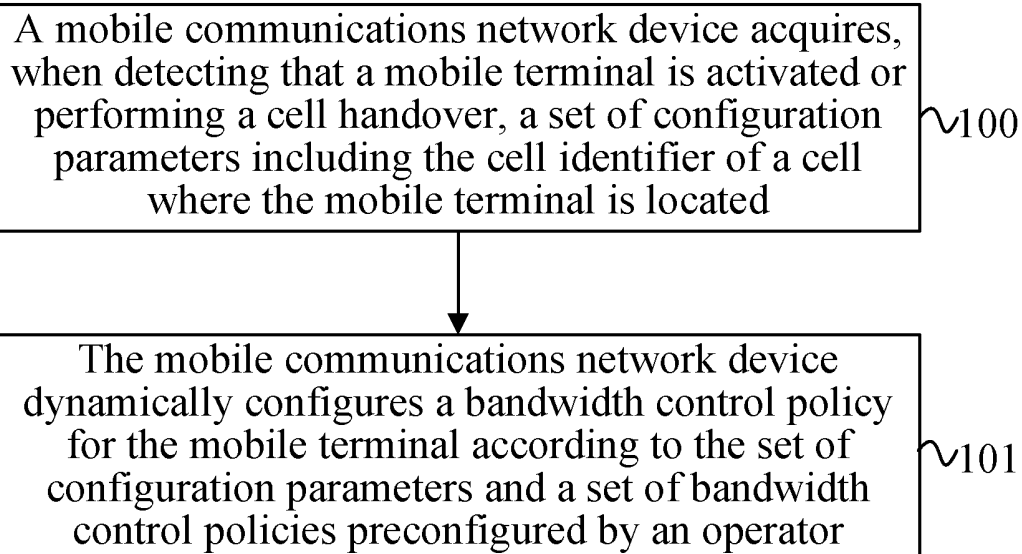 A mobile communications network device acquires,
when detecting that a mobile terminal is activated or
performing a cell handover, a set of configuration
parameters including the cell identifier of a cell
where the mobile terminal is located
100
The mobile communications network device
dynamically configures a bandwidth control policy
for the mobile terminal according to the set of
configuration parameters and a set of bandwidth
control policies preconfigured by an operator
101